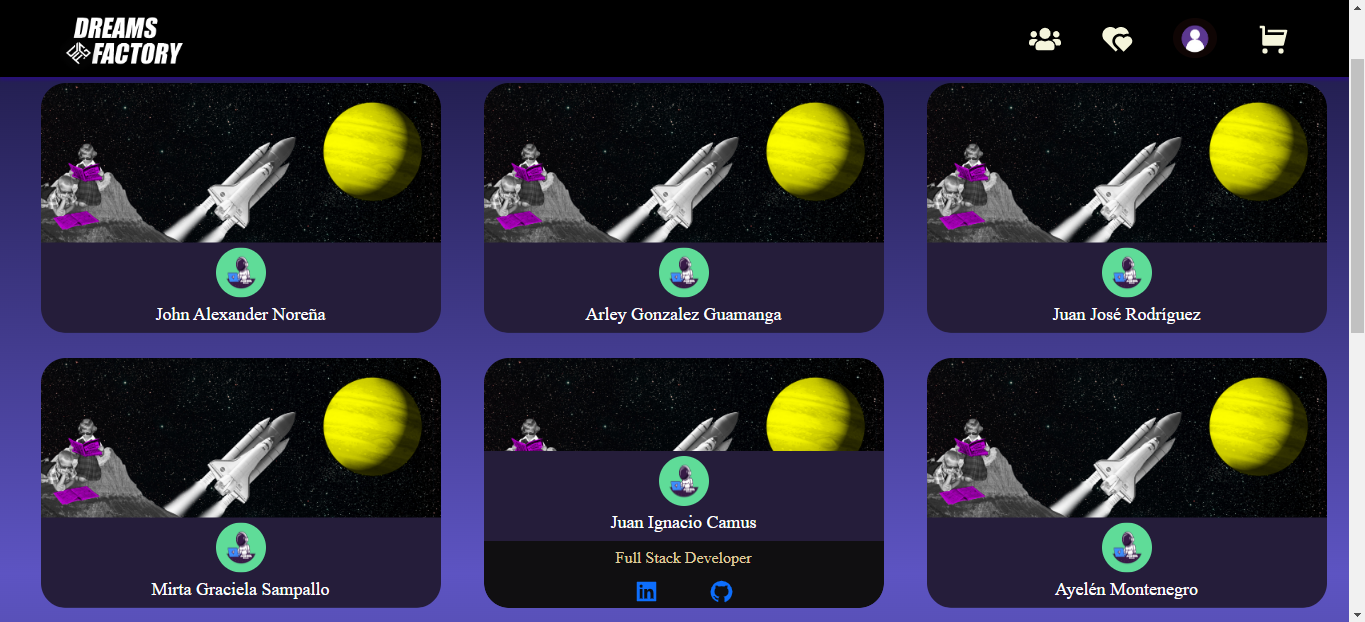 DREAMS
FACTORY
John Alexander Noreña
Arley Gonzalez Guamanga
Juan José Rodríguez
Mirta Graciela Sampallo
Juan Ignacio Camus
Full Stack Developer
in
Ayelén Montenegro